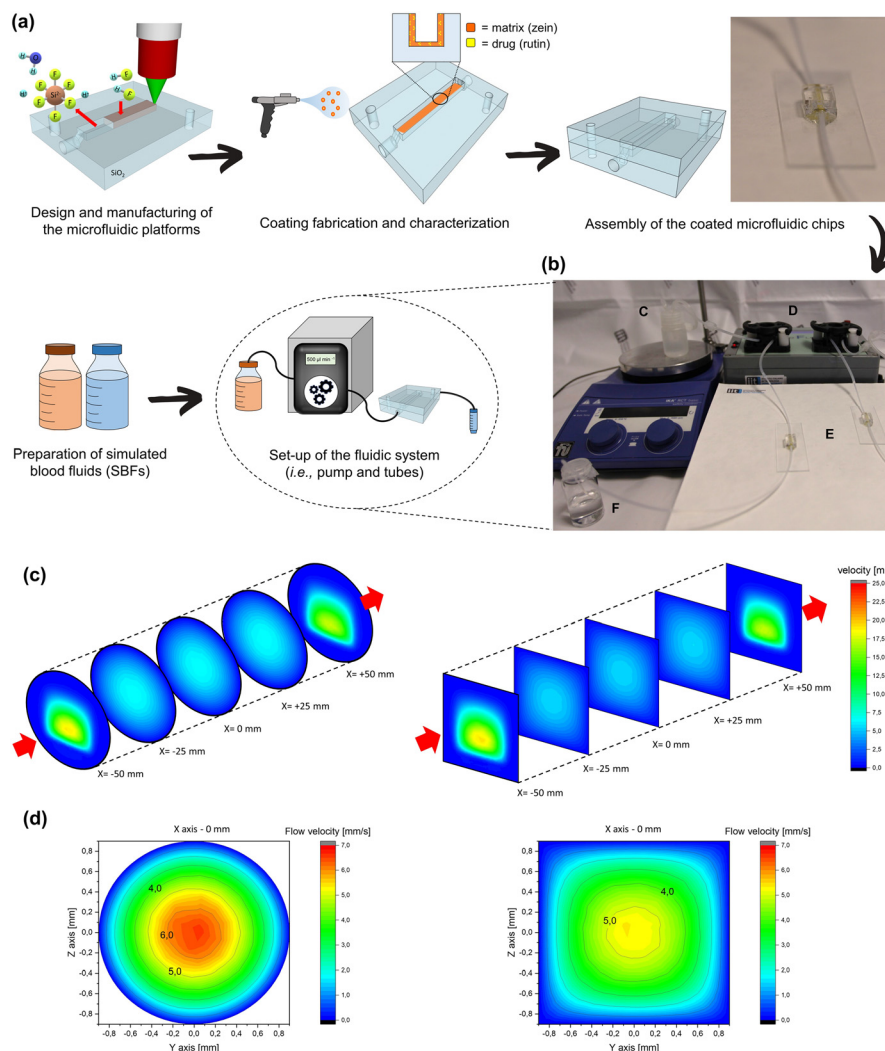 (a)
= matrix (zein)
= drug (rutin)
H
O
H
F
F
F
F
F
F
Si
H
F
H
F
H
H
SiO₂
Design and manufacturing of
the microfluidic platforms
Coating fabrication and characterization
Assembly of the coated microfluidic chips
(b)
C
D
E
F
500 µl min⁻¹
Preparation of simulated
blood fluids (SBFs)
Set-up of the fluidic system
(i.e., pump and tubes)
(c)
X= -50 mm
X= -25 mm
X= 0 mm
X= +25 mm
X= +50 mm
X= -50 mm
X= -25 mm
X= 0 mm
X= +25 mm
X= +50 mm
velocity [m
25,0
22,5
20,0
17,5
15,0
12,5
10,0
7,5
5,0
2,5
0,0
(d)
X axis - 0 mm
Flow velocity [mm/s]
0,8
0,6
0,4
0,2
0,0
-0,2
-0,4
-0,6
-0,8
Z axis [mm]
4,0
6,0
5,0
-0,8 -0,6 -0,4 -0,2 0,0 0,2 0,4 0,6 0,8
Y axis [mm]
7,0
6,0
5,0
4,0
3,0
2,0
1,0
0,0
X axis - 0 mm
Flow velocity [mm/s]
0,8
0,6
0,4
0,2
0,0
-0,2
-0,4
-0,6
-0,8
Z axis [mm]
4,0
5,0
-0,8 -0,6 -0,4 -0,2 0,0 0,2 0,4 0,6 0,8
Y axis [mm]
7,0
6,0
5,0
4,0
3,0
2,0
1,0
0,0